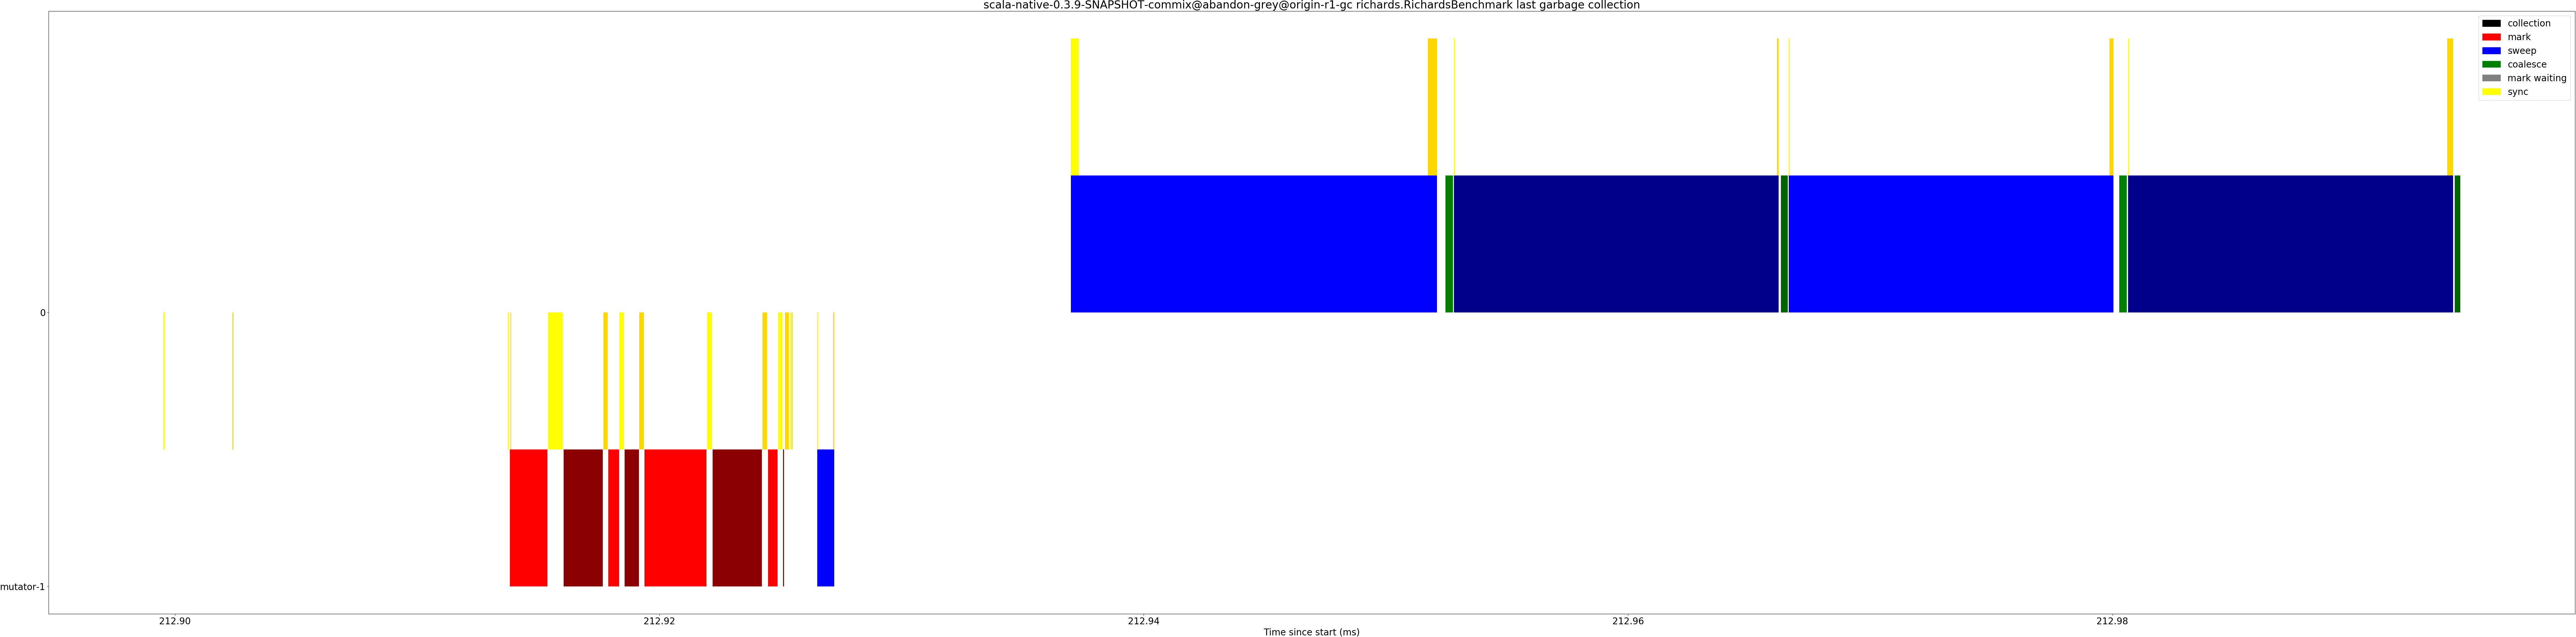 scala-native-0.3.9-SNAPSHOT-commix@abandon-grey@origin-r1-gc richards.RichardsBenchmark last garbage collection
collection
mark
sweep
coalesce
mark waiting
sync
0
mutator-1
212.90 212.92 212.94 212.96 212.98
Time since start (ms)